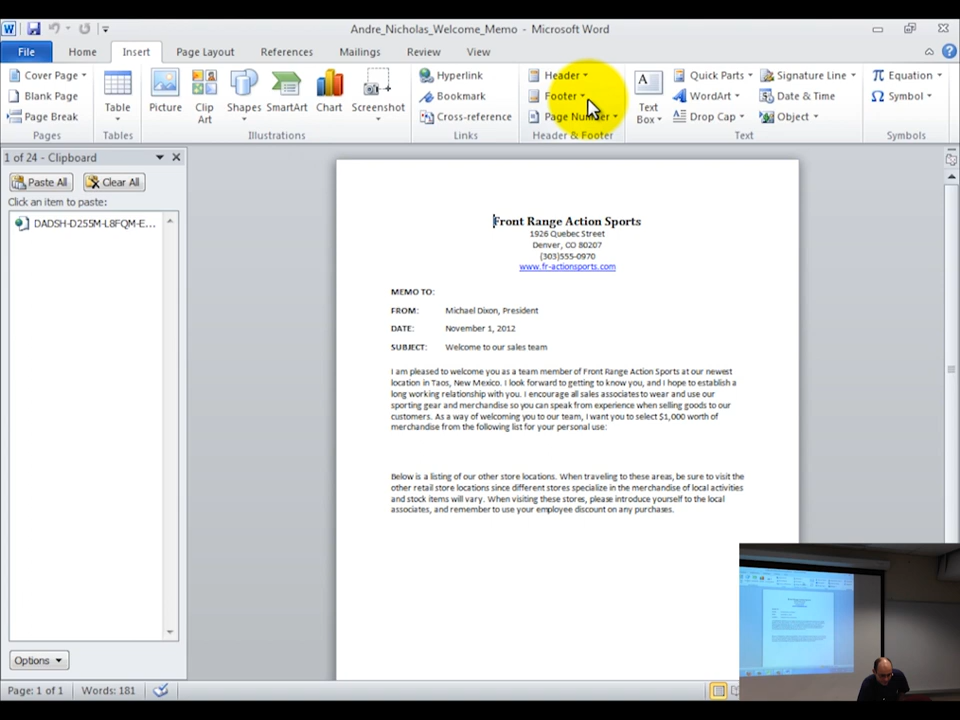 Andre_Nicholas_Welcome_Memo - Microsoft Word
File Home Insert Page Layout References Mailings Review View
Cover Page Hyperlink Header Quick Parts Signature Line Equation
Blank Page Table Picture Clip Art Shapes SmartArt Chart Screenshot Bookmark Footer Text Box WordArt Date & Time Symbol
Page Break Cross-reference Page Number Drop Cap Object
Pages Tables Illustrations Links Header & Footer Text Symbols
1 of 24 - Clipboard
Paste All Clear All
Click an item to paste:
DADSH-D255M-L8FQM-E...
Options
Front Range Action Sports
1926 Quebec Street
Denver, CO 80207
(303)555-0970
www.fr-actionsports.com
MEMO TO:
FROM: Michael Dixon, President
DATE: November 1, 2012
SUBJECT: Welcome to our sales team
I am pleased to welcome you as a team member of Front Range Action Sports at our newest
location in Taos, New Mexico. I look forward to getting to know you, and I hope to establish a
long working relationship with you. I encourage all sales associates to wear and use our
sporting gear and merchandise so you can speak from experience when selling goods to our
customers. As a way of welcoming you to our team, I want you to select $1,000 worth of
merchandise from the following list for your personal use:
Below is a listing of our other store locations. When traveling to these areas, be sure to visit the
other retail store locations since different stores specialize in the merchandise of local activities
and stock items will vary. When visiting these stores, please introduce yourself to the local
associates, and remember to use your employee discount on any purchases.
Page: 1 of 1 Words: 181